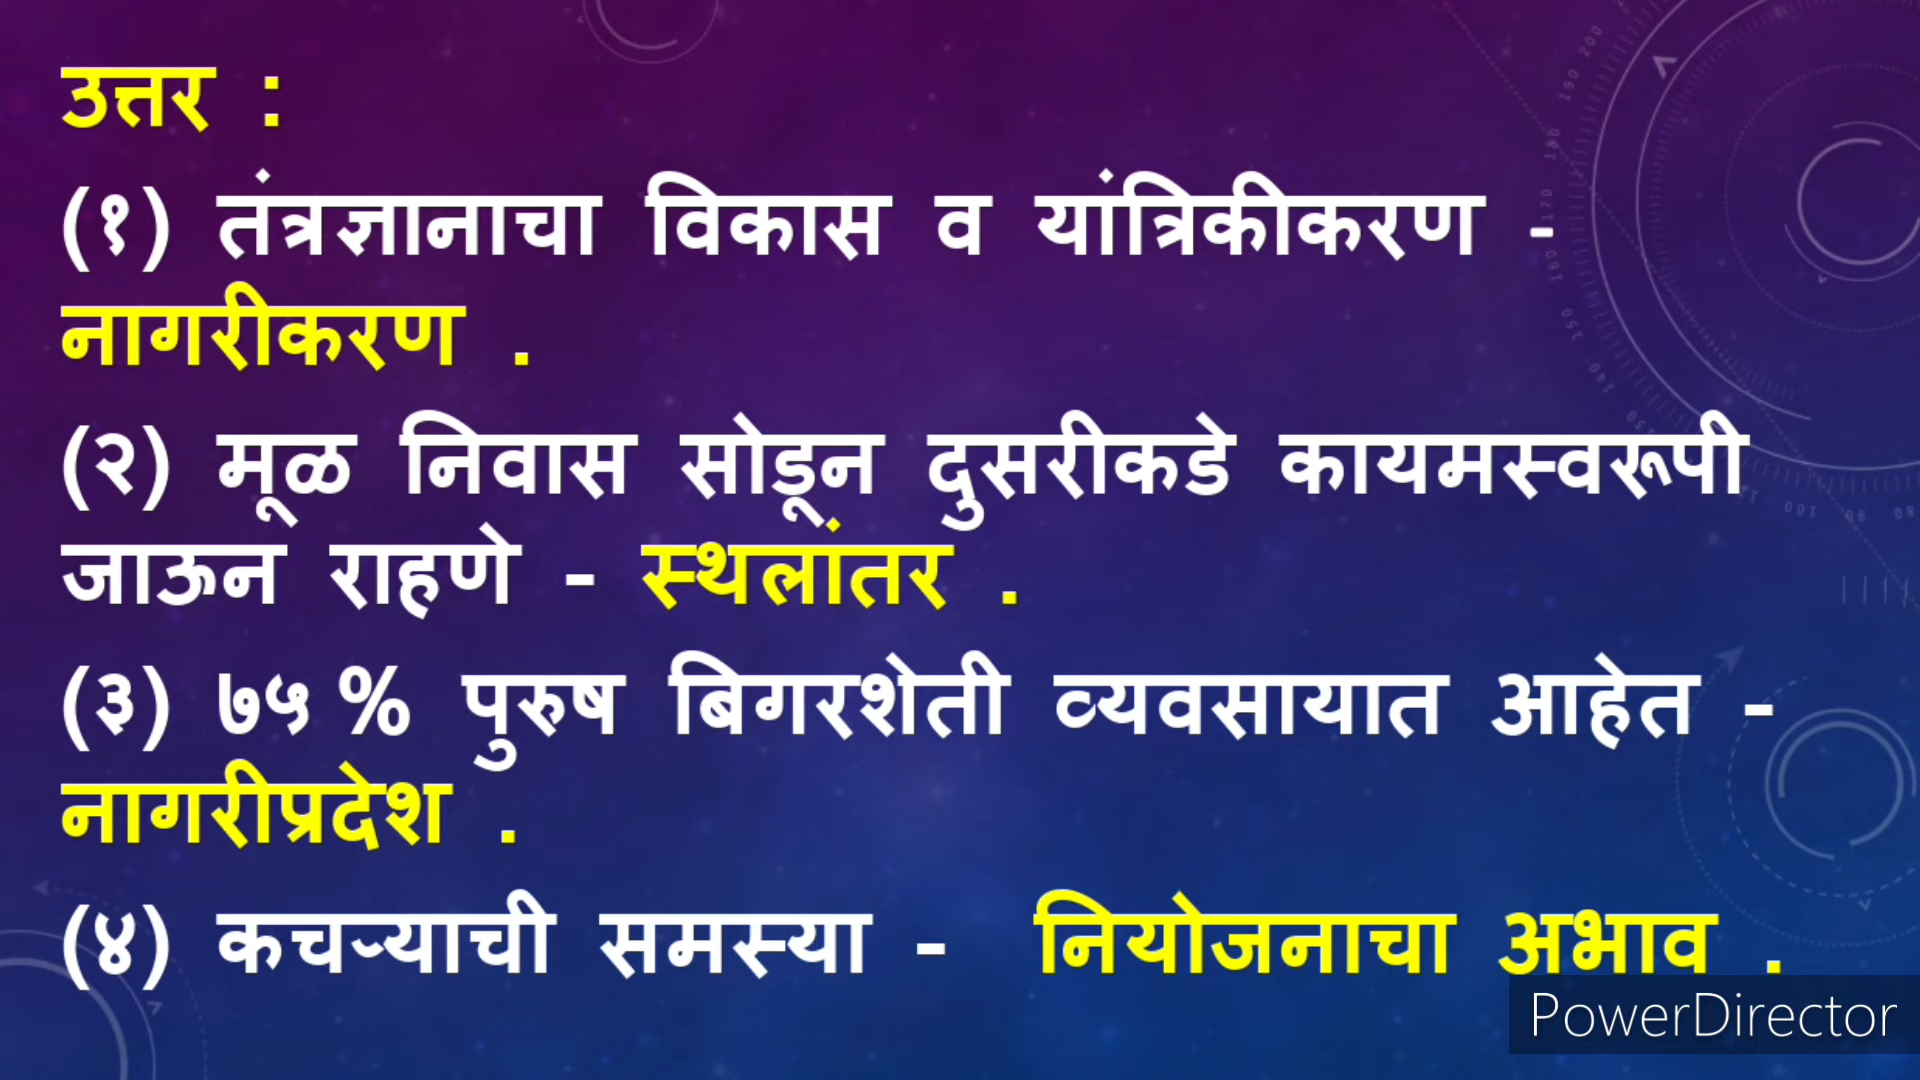 उत्तर :
(१) तंत्रज्ञानाचा विकास व यांत्रिकीकरण -
नागरीकरण .
(२) मूळ निवास सोडून दुसरीकडे कायमस्वरूपी
जाऊन राहणे - स्थलांतर .
(३) ७५ % पुरुष बिगरशेती व्यवसायात आहेत -
नागरीप्रदेश .
(४) कचऱ्याची समस्या - नियोजनाचा अभाव .
PowerDirector